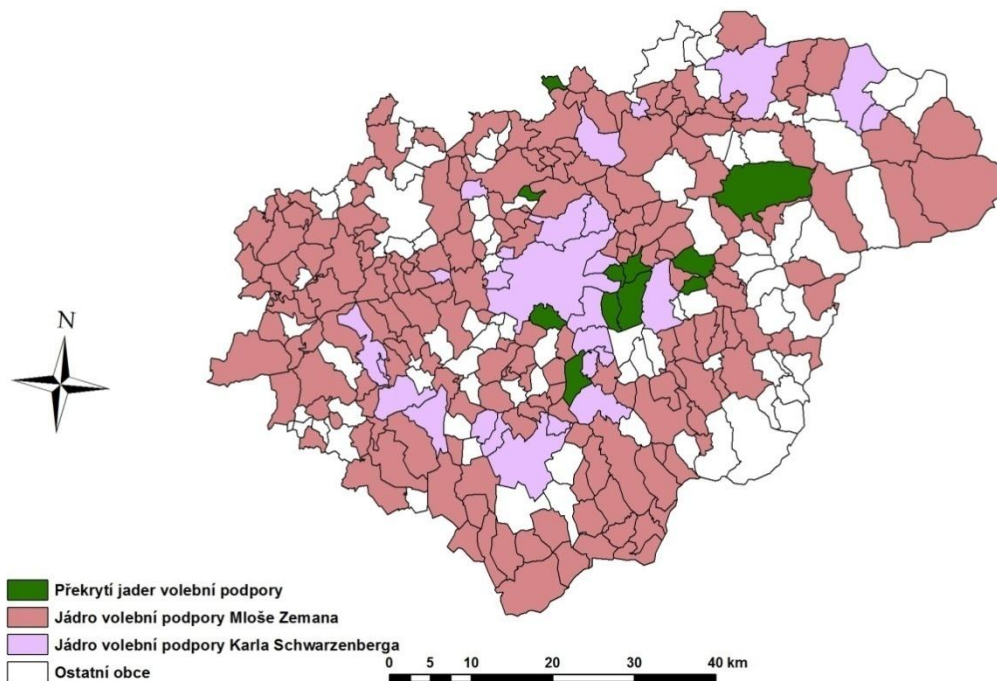 N
Překrytí jader volební podpory
Jádro volební podpory Mloše Zemana
Jádro volební podpory Karla Schwarzenberga
Ostatní obce
0 5 10 20 30 40 km